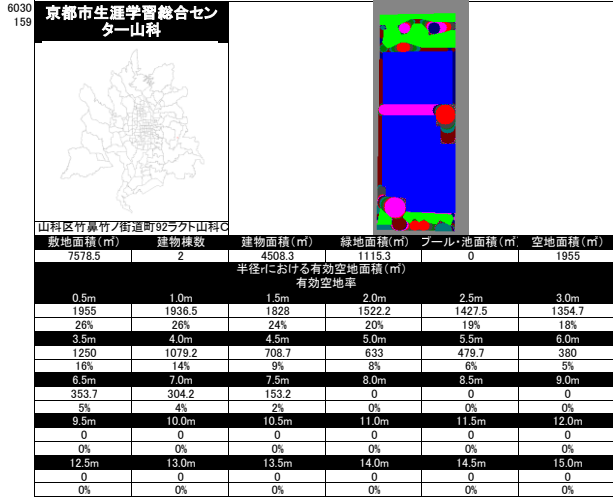 6030
159
京都市生涯学習総合セン
ター山科
山科区竹鼻竹ノ街道町92ラクト山科C
敷地面積(㎡) 建物棟数 建物面積(㎡) 緑地面積(㎡) プール・池面積(㎡) 空地面積(㎡)
7578.5 2 4508.3 1115.3 0 1955
半径rにおける有効空地面積(㎡)
有効空地率
0.5m 1.0m 1.5m 2.0m 2.5m 3.0m
1955 1936.5 1828 1522.2 1427.5 1354.7
26% 26% 24% 20% 19% 18%
3.5m 4.0m 4.5m 5.0m 5.5m 6.0m
1250 1079.2 708.7 633 479.7 380
16% 14% 9% 8% 6% 5%
6.5m 7.0m 7.5m 8.0m 8.5m 9.0m
353.7 304.2 153.2 0 0 0
5% 4% 2% 0% 0% 0%
9.5m 10.0m 10.5m 11.0m 11.5m 12.0m
0 0 0 0 0 0
0% 0% 0% 0% 0% 0%
12.5m 13.0m 13.5m 14.0m 14.5m 15.0m
0 0 0 0 0 0
0% 0% 0% 0% 0% 0%